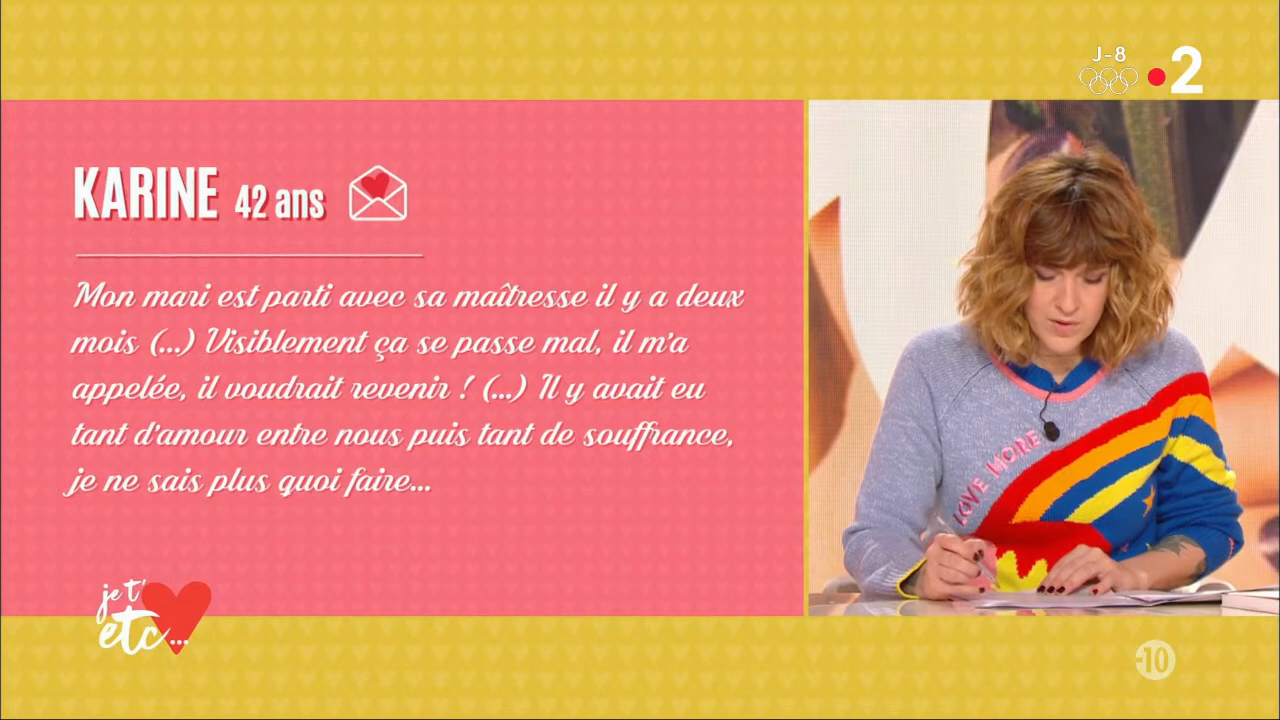 J-8
2
KARINE 42 ans
Mon mari est parti avec sa maîtresse il y a deux
mois (...) Visiblement ça se passe mal, il m'a
appelée, il voudrait revenir ! (...) Il y avait eu
tant d'amour entre nous puis tant de souffrance,
je ne sais plus quoi faire...
LOVE MORE
je t'
etc...
-10